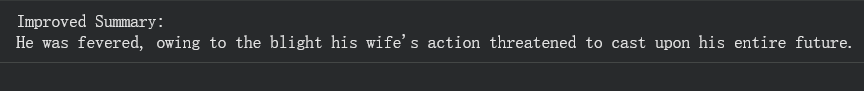 Improved Summary:
He was fevered, owing to the blight his wife's action threatened to cast upon his entire future.